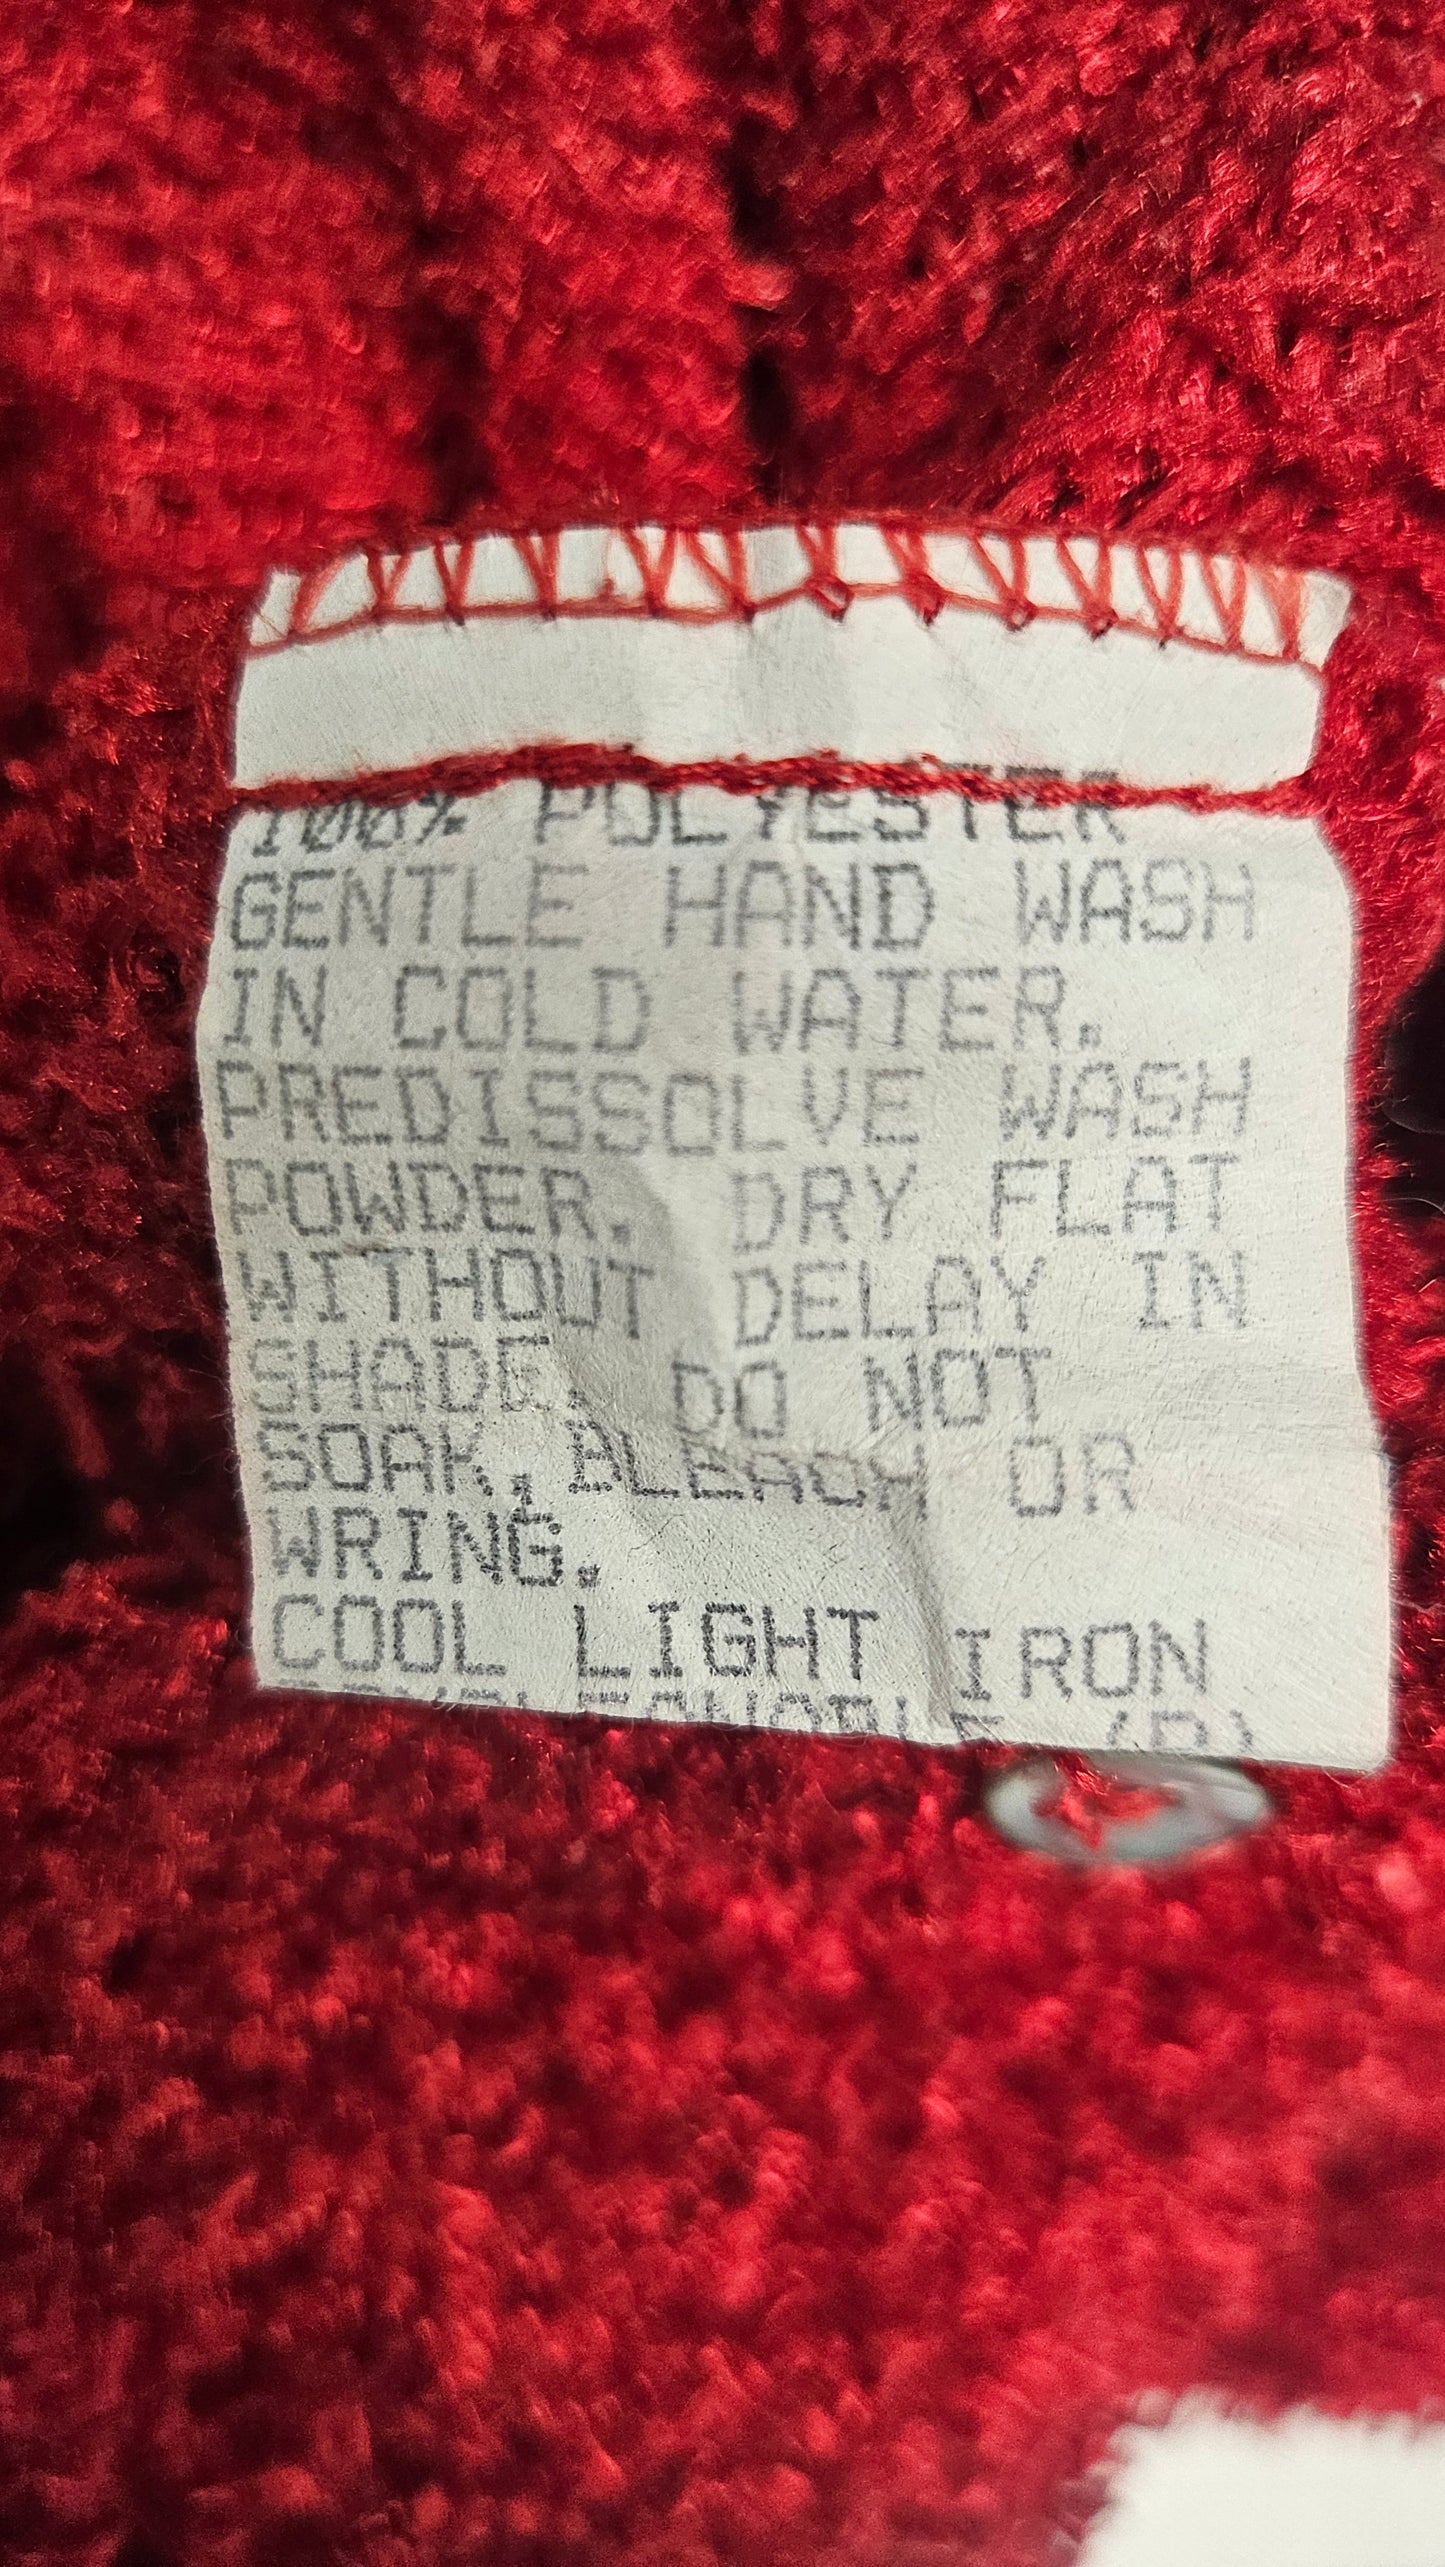 100% POLYESTER
GENTLE HAND WASH
IN COLD WATER.
PREDISSOLVE WASH
POWDER. DRY FLAT
WITHOUT DELAY IN
SHADE. DO NOT
SOAK, BLEACH OR
WRING.
COOL LIGHT IRON